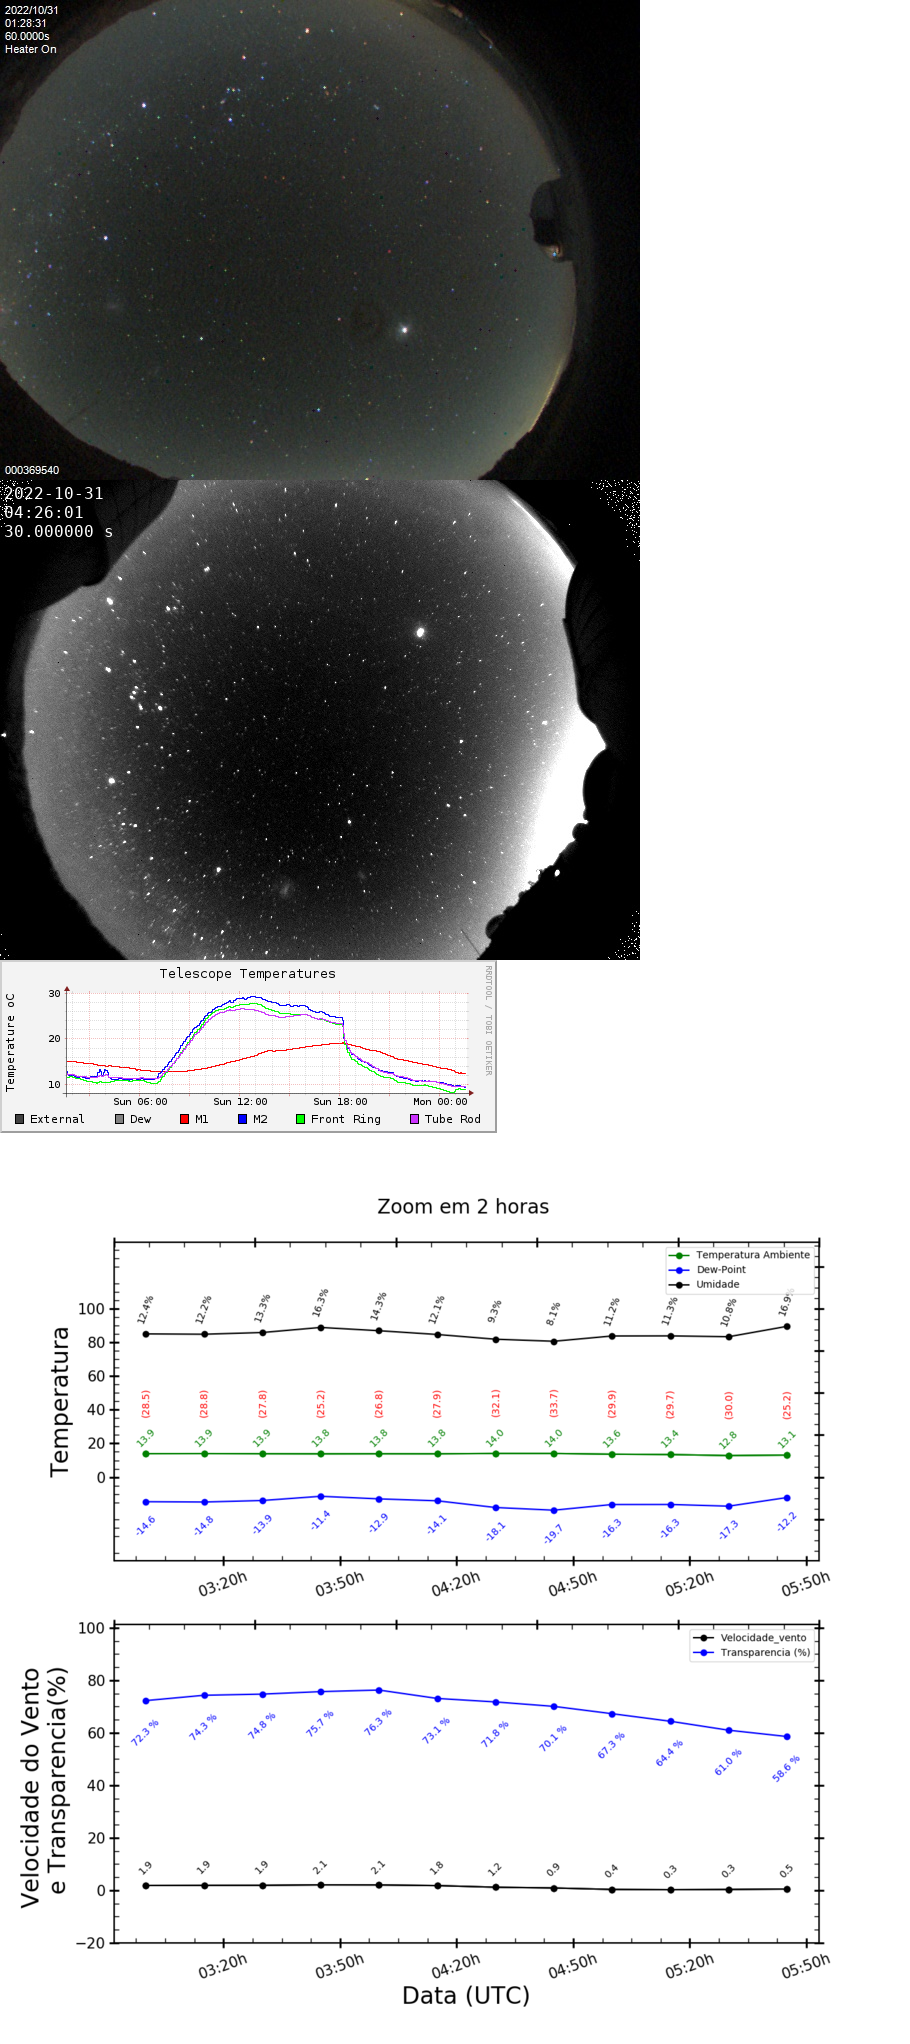 2022/10/31
01:28:31
60.0000s
Heater On
000369540
2022-10-31
04:26:01
30.000000 s
Telescope Temperatures
RRDTOOL / TOBI OETIKER
Temperature oC
30
20
10
Sun 06:00 Sun 12:00 Sun 18:00 Mon 00:00
External Dew M1 M2 Front Ring Tube Rod
Zoom em 2 horas
Temperatura Ambiente
Dew-Point
Umidade
Temperatura
100
80
60
40
20
0
12.4% 12.2% 13.3% 16.3% 14.3% 12.1% 9.3% 8.1% 11.2% 11.3% 10.8% 16.9%
(28.5) (28.8) (27.8) (25.2) (26.8) (27.9) (32.1) (33.7) (29.9) (29.7) (30.0) (25.2)
13.9 13.9 13.9 13.8 13.8 13.8 14.0 14.0 13.6 13.4 12.8 13.1
-14.6 -14.8 -13.9 -11.4 -12.9 -14.1 -18.1 -19.7 -16.3 -16.3 -17.3 -12.2
03:20h 03:50h 04:20h 04:50h 05:20h 05:50h
Velocidade_vento
Transparencia (%)
Velocidade do Vento
e Transparencia(%)
100
80
60
40
20
0
−20
72.3 % 74.3 % 74.8 % 75.7 % 76.3 % 73.1 % 71.8 % 70.1 % 67.3 % 64.4 % 61.0 % 58.6 %
1.9 1.9 1.9 2.1 2.1 1.8 1.2 0.9 0.4 0.3 0.3 0.5
03:20h 03:50h 04:20h 04:50h 05:20h 05:50h
Data (UTC)